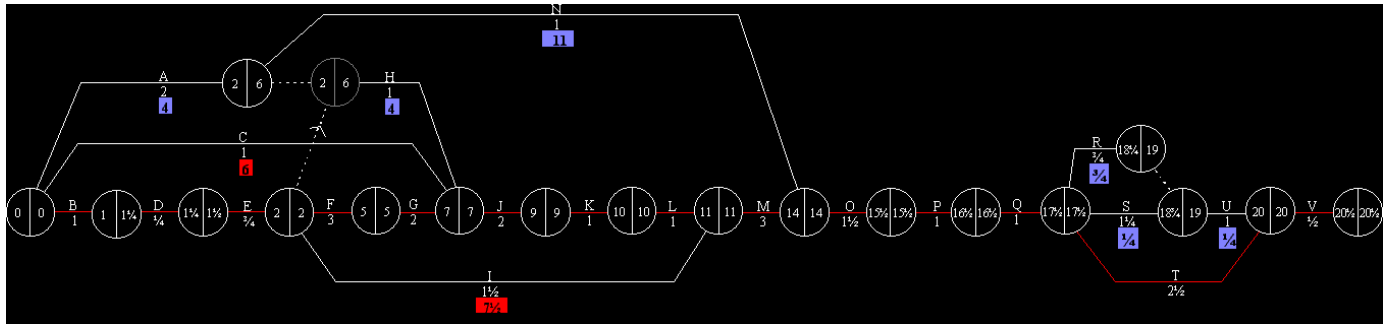 N
1
11
A
2
4
2 6
2 6
H
1
4
C
1
6
R
¾
¾
18¼ 19
0 0
B
1
1 1¼
D
¼
1¼ 1½
E
¾
2 2
F
3
5 5
G
2
7 7
J
2
9 9
K
1
10 10
L
1
11 11
M
3
14 14
O
1½
15½ 15½
P
1
16½ 16½
Q
1
17½ 17½
S
1¼
¼
18¾ 19
U
1
¼
20 20
V
½
20½ 20½
I
1½
7½
T
2½